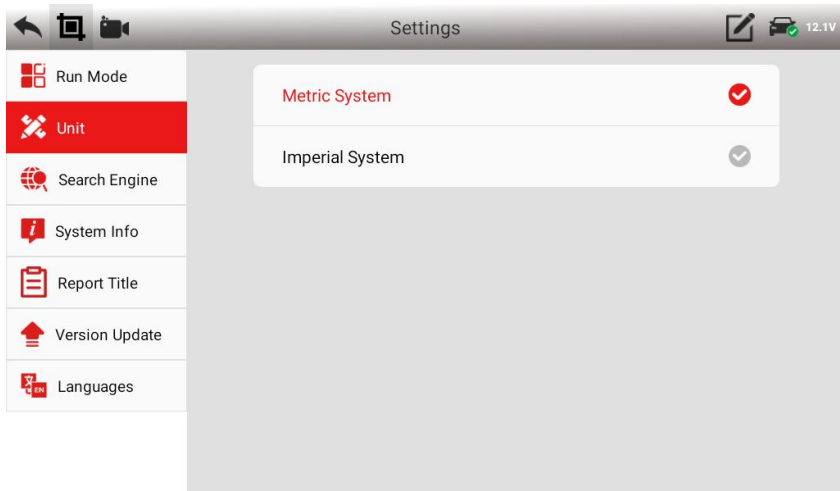 Settings
12.1V
Run Mode
Unit
Search Engine
System Info
Report Title
Version Update
EN
Languages
Metric System
Imperial System